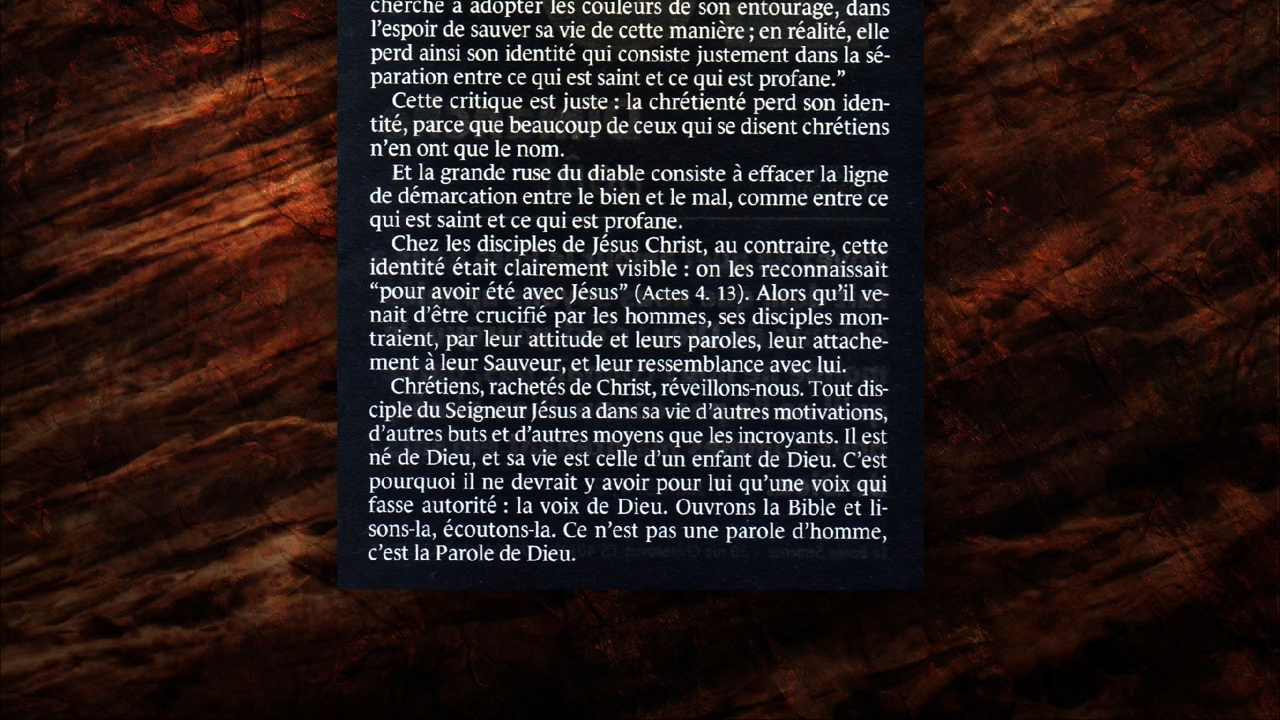 cherche à adopter les couleurs de son entourage, dans
l'espoir de sauver sa vie de cette manière ; en réalité, elle
perd ainsi son identité qui consiste justement dans la sé-
paration entre ce qui est saint et ce qui est profane.”
Cette critique est juste : la chrétienté perd son iden-
tité, parce que beaucoup de ceux qui se disent chrétiens
n'en ont que le nom.
Et la grande ruse du diable consiste à effacer la ligne
de démarcation entre le bien et le mal, comme entre ce
qui est saint et ce qui est profane.
Chez les disciples de Jésus Christ, au contraire, cette
identité était clairement visible : on les reconnaissait
“pour avoir été avec Jésus” (Actes 4. 13). Alors qu'il ve-
nait d'être crucifié par les hommes, ses disciples mon-
traient, par leur attitude et leurs paroles, leur attache-
ment à leur Sauveur, et leur ressemblance avec lui.
Chrétiens, rachetés de Christ, réveillons-nous. Tout dis-
ciple du Seigneur Jésus a dans sa vie d'autres motivations,
d'autres buts et d'autres moyens que les incroyants. Il est
né de Dieu, et sa vie est celle d'un enfant de Dieu. C'est
pourquoi il ne devrait y avoir pour lui qu'une voix qui
fasse autorité : la voix de Dieu. Ouvrons la Bible et li-
sons-la, écoutons-la. Ce n'est pas une parole d'homme,
c'est la Parole de Dieu.